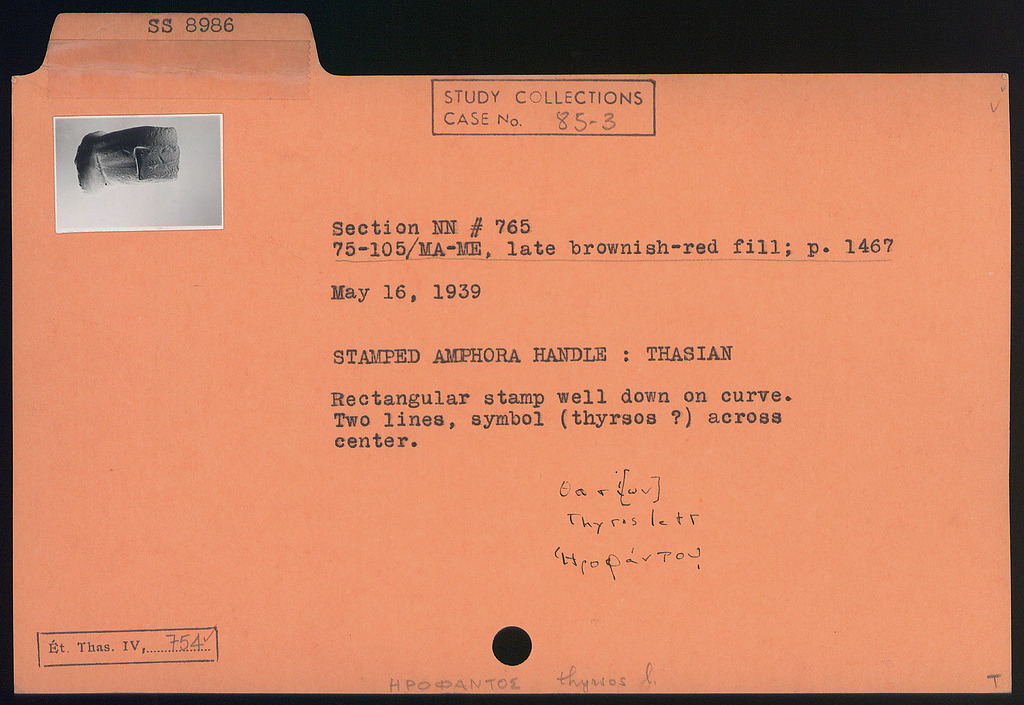 SS 8986
STUDY COLLECTIONS
CASE No. 85-3
Section NN # 765
75-105/MA-ME, late brownish-red fill; p. 1467
May 16, 1939
STAMPED AMPHORA HANDLE : THASIAN
Rectangular stamp well down on curve.
Two lines, symbol (thyrsos ?) across
center.
Θασί[ων]
Thyrsos left
Ἡροφάντου
Ét. Thas. IV, 754
ΗΡΟΦΑΝΤΟΣ thyrsos l.
T